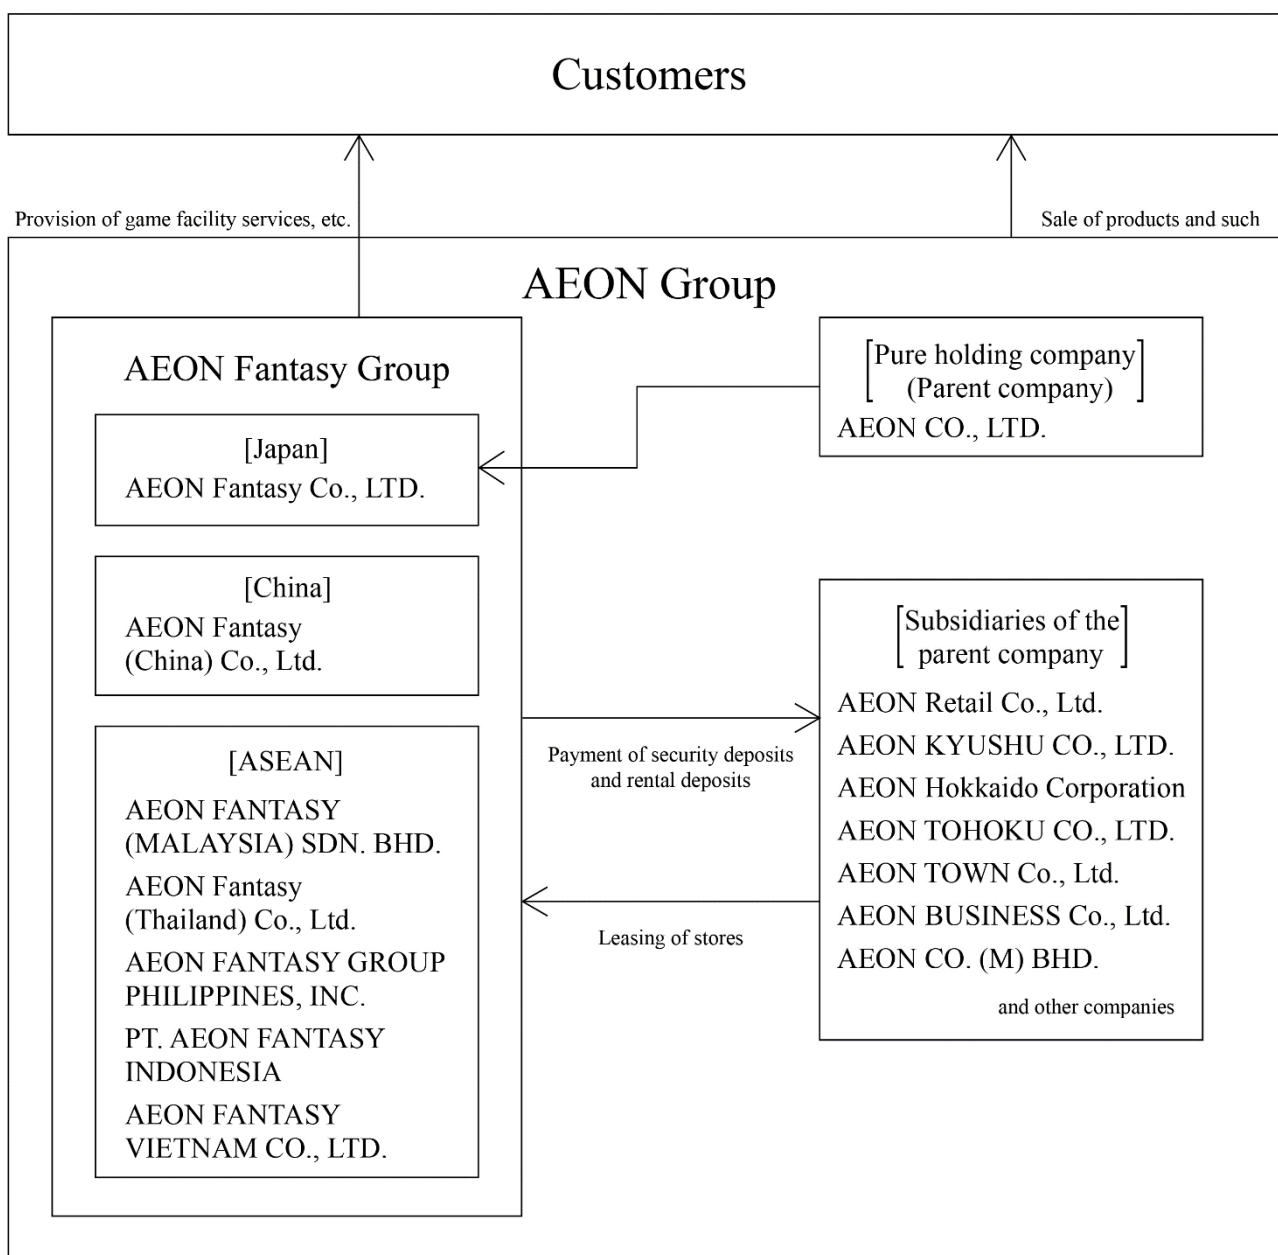 Customers
Provision of game facility services, etc.
Sale of products and such
AEON Group
AEON Fantasy Group
[Japan]
AEON Fantasy Co., LTD.
[China]
AEON Fantasy
(China) Co., Ltd.
[ASEAN]
AEON FANTASY
(MALAYSIA) SDN. BHD.
AEON Fantasy
(Thailand) Co., Ltd.
AEON FANTASY GROUP
PHILIPPINES, INC.
PT. AEON FANTASY
INDONESIA
AEON FANTASY
VIETNAM CO., LTD.
Payment of security deposits
and rental deposits
Leasing of stores
[Pure holding company
(Parent company)]
AEON CO., LTD.
[Subsidiaries of the
parent company]
AEON Retail Co., Ltd.
AEON KYUSHU CO., LTD.
AEON Hokkaido Corporation
AEON TOHOKU CO., LTD.
AEON TOWN Co., Ltd.
AEON BUSINESS Co., Ltd.
AEON CO. (M) BHD.
and other companies